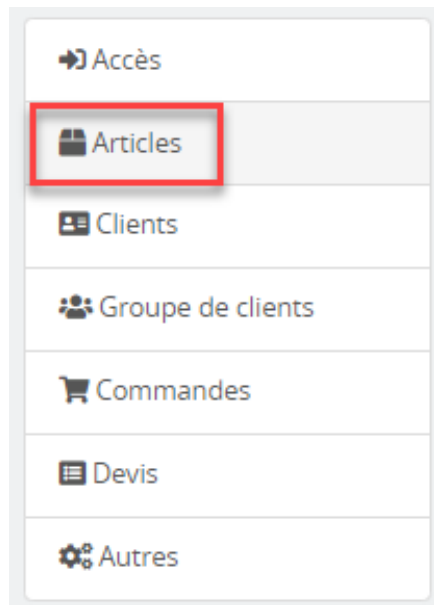 Accès
Articles
Clients
Groupe de clients
Commandes
Devis
Autres